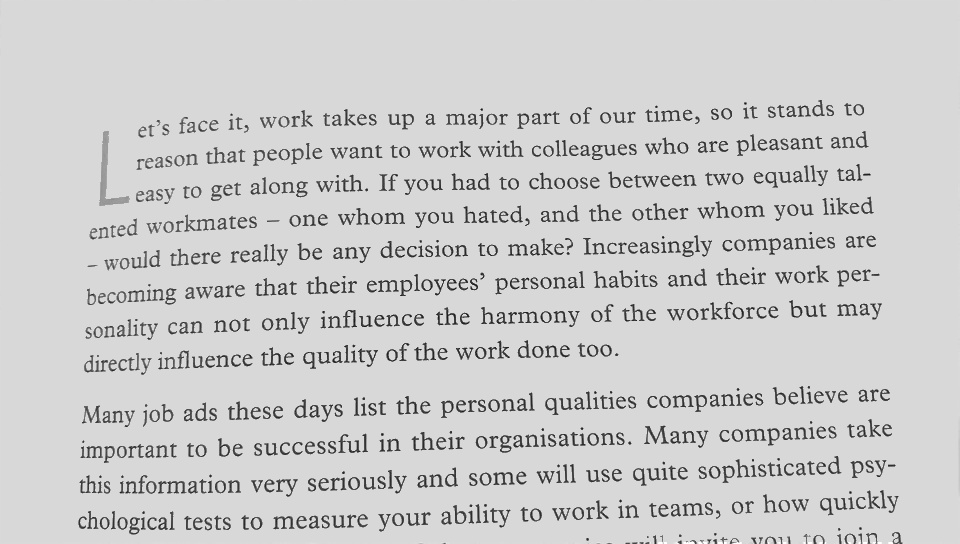 Let's face it, work takes up a major part of our time, so it stands to
reason that people want to work with colleagues who are pleasant and
easy to get along with. If you had to choose between two equally tal-
ented workmates – one whom you hated, and the other whom you liked
– would there really be any decision to make? Increasingly companies are
becoming aware that their employees' personal habits and their work per-
sonality can not only influence the harmony of the workforce but may
directly influence the quality of the work done too.
Many job ads these days list the personal qualities companies believe are
important to be successful in their organisations. Many companies take
this information very seriously and some will use quite sophisticated psy-
chological tests to measure your ability to work in teams, or how quickly
will invite you to join a